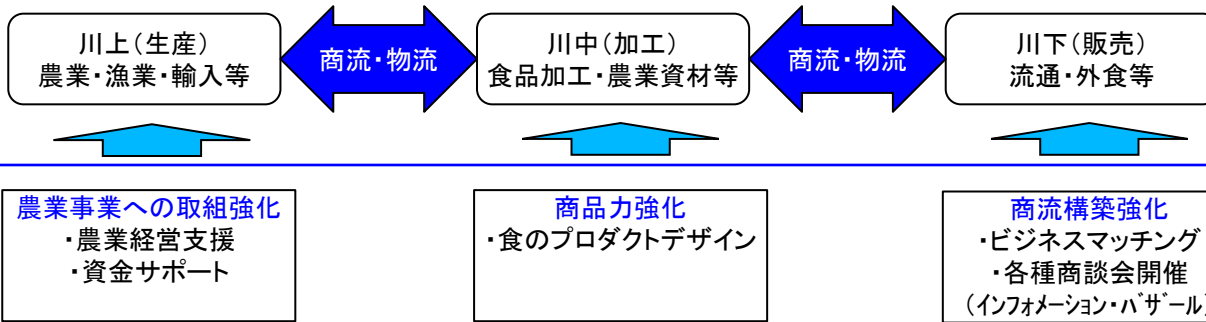 川上(生産)
農業・漁業・輸入等
商流・物流
川中(加工)
食品加工・農業資材等
商流・物流
川下(販売)
流通・外食等
農業事業への取組強化
・農業経営支援
・資金サポート
商品力強化
・食のプロダクトデザイン
商流構築強化
・ビジネスマッチング
・各種商談会開催
(インフォメーション・バザール)